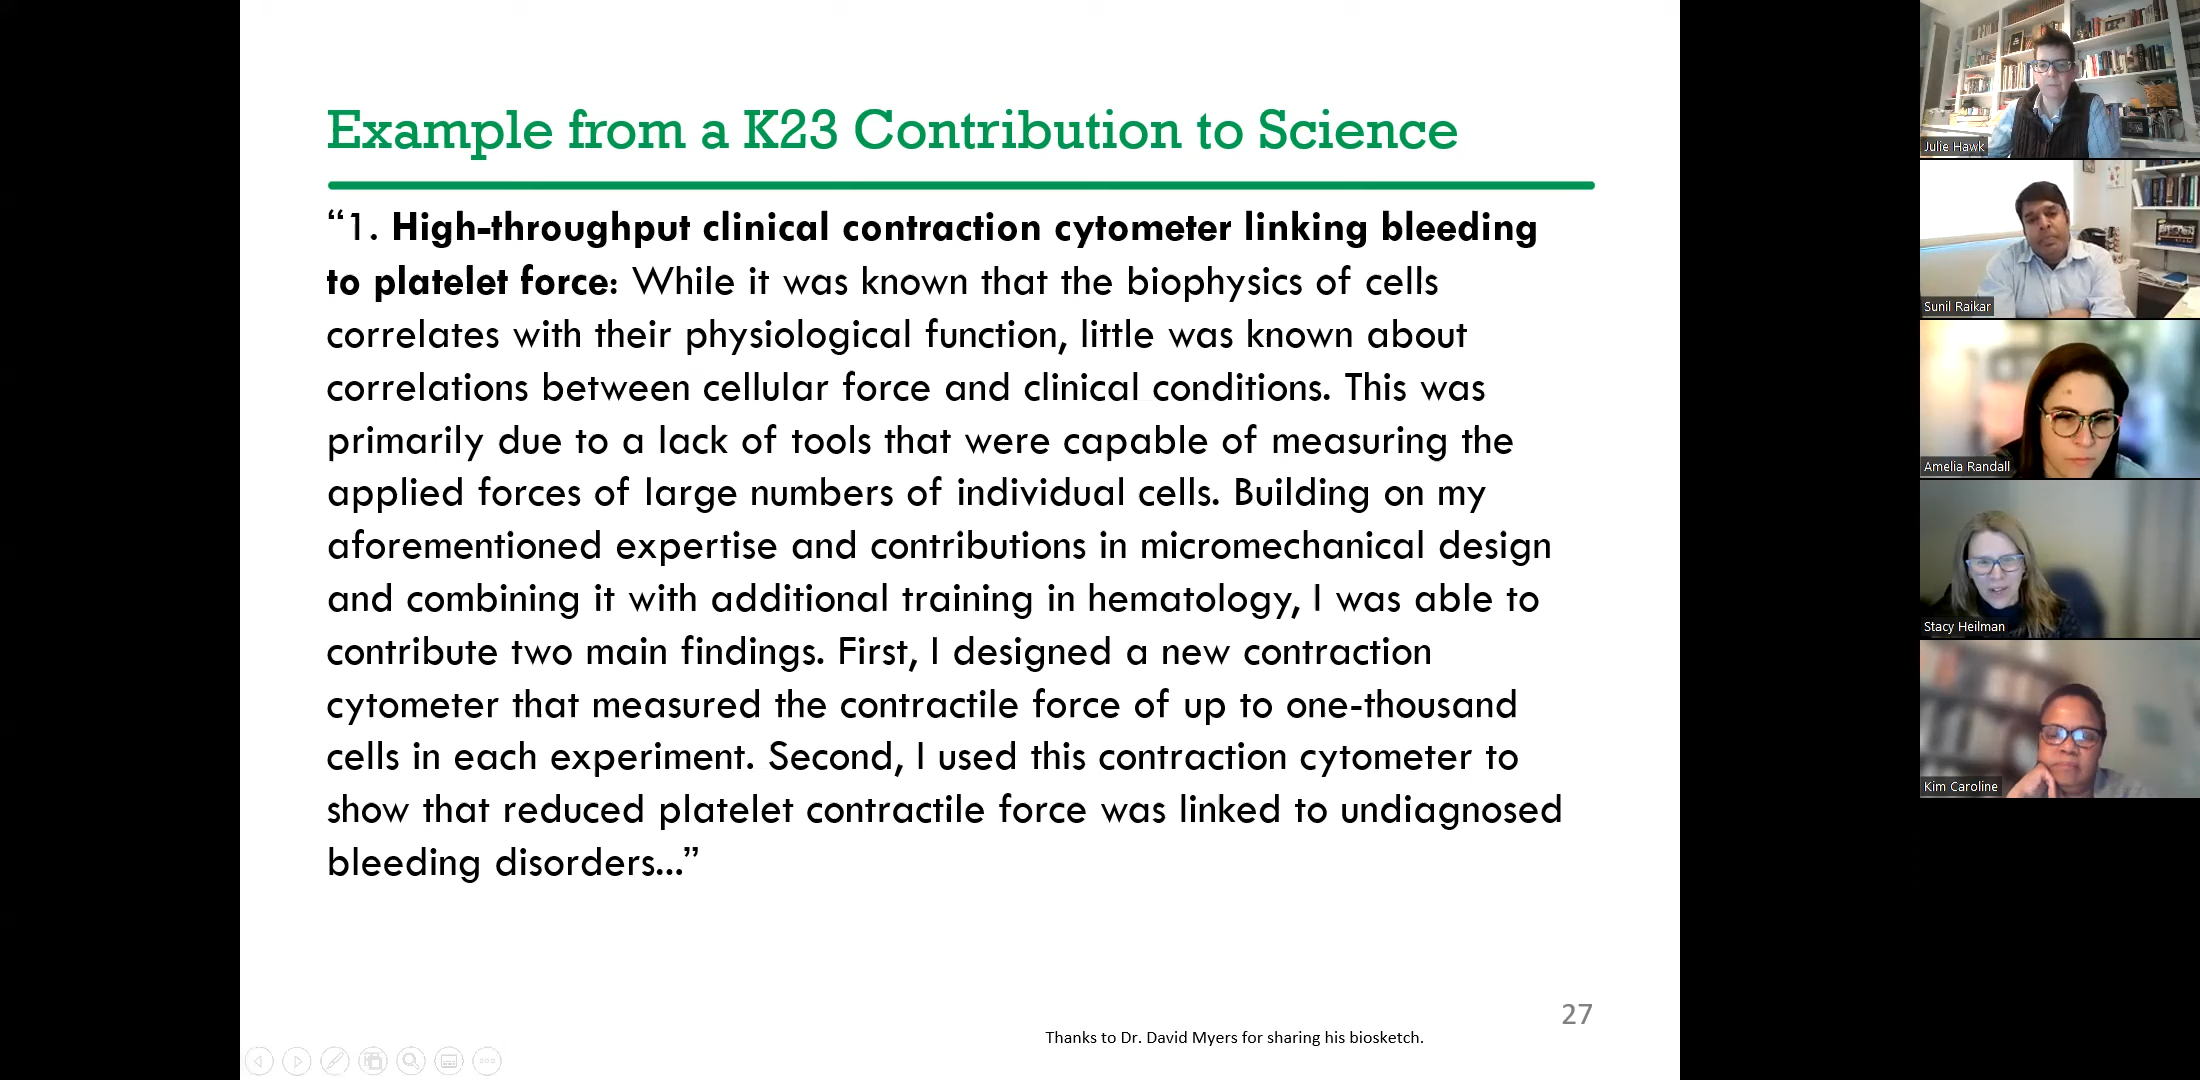 Example from a K23 Contribution to Science
“1. High-throughput clinical contraction cytometer linking bleeding
to platelet force: While it was known that the biophysics of cells
correlates with their physiological function, little was known about
correlations between cellular force and clinical conditions. This was
primarily due to a lack of tools that were capable of measuring the
applied forces of large numbers of individual cells. Building on my
aforementioned expertise and contributions in micromechanical design
and combining it with additional training in hematology, I was able to
contribute two main findings. First, I designed a new contraction
cytometer that measured the contractile force of up to one-thousand
cells in each experiment. Second, I used this contraction cytometer to
show that reduced platelet contractile force was linked to undiagnosed
bleeding disorders...”
27
Thanks to Dr. David Myers for sharing his biosketch.
Julie Hawk
Sunil Raikar
Amelia Randall
Stacy Heilman
Kim Caroline